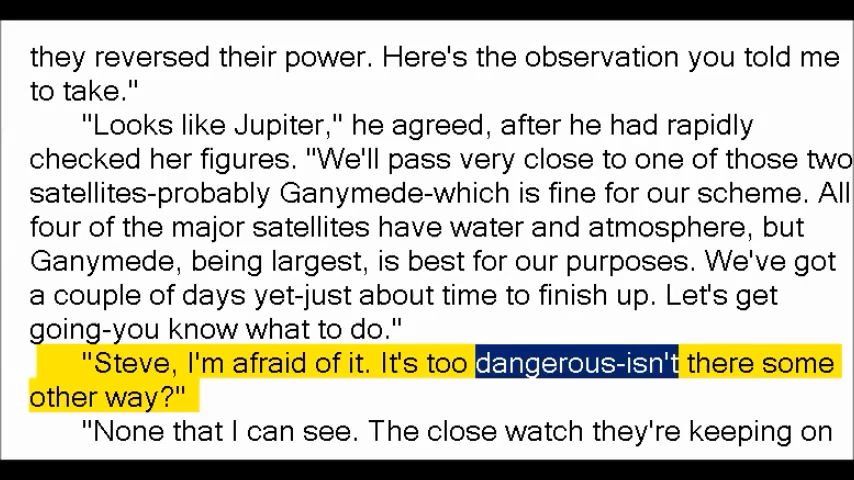 they reversed their power. Here's the observation you told me
to take."
"Looks like Jupiter," he agreed, after he had rapidly
checked her figures. "We'll pass very close to one of those two
satellites-probably Ganymede-which is fine for our scheme. All
four of the major satellites have water and atmosphere, but
Ganymede, being largest, is best for our purposes. We've got
a couple of days yet-just about time to finish up. Let's get
going-you know what to do."
"Steve, I'm afraid of it. It's too dangerous-isn't there some
other way?"
"None that I can see. The close watch they're keeping on